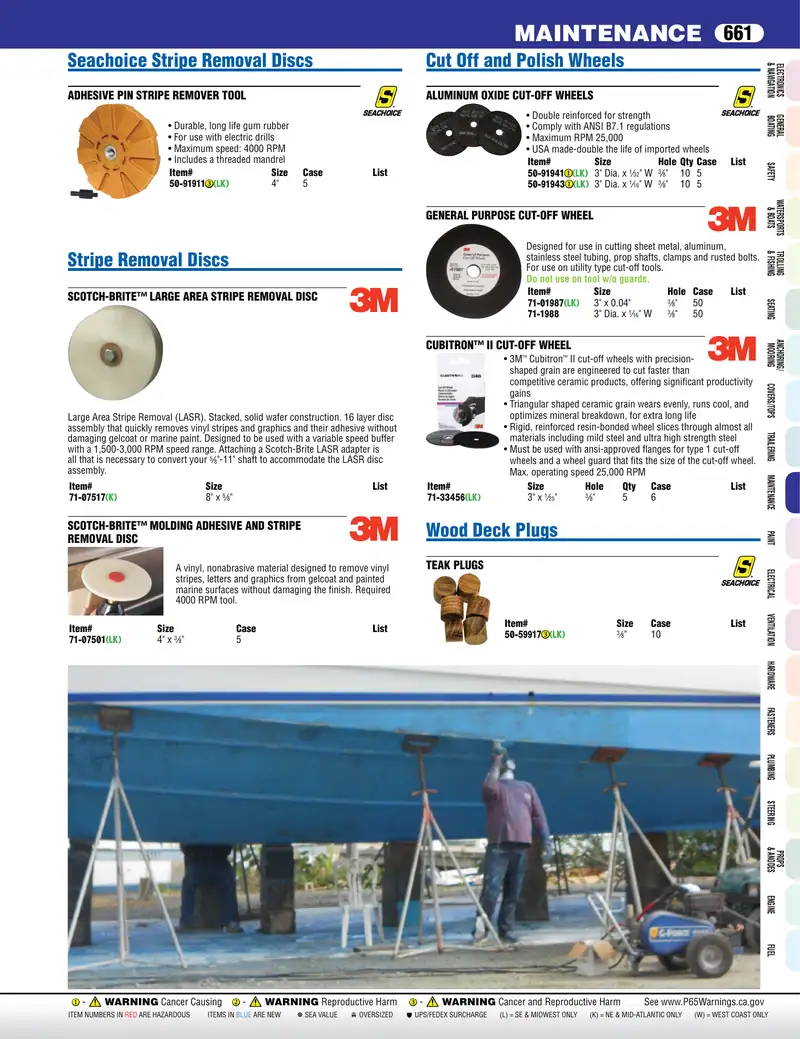 MAINTENANCE 661
Seachoice Stripe Removal Discs
ADHESIVE PIN STRIPE REMOVER TOOL
S
SEACHOICE
• Durable, long life gum rubber
• For use with electric drills
• Maximum speed: 4000 RPM
• Includes a threaded mandrel
Item# Size Case List
50-91911③(LK) 4" 5
Stripe Removal Discs
SCOTCH-BRITE™ LARGE AREA STRIPE REMOVAL DISC
3M
Large Area Stripe Removal (LASR). Stacked, solid wafer construction. 16 layer disc
assembly that quickly removes vinyl stripes and graphics and their adhesive without
damaging gelcoat or marine paint. Designed to be used with a variable speed buffer
with a 1,500-3,000 RPM speed range. Attaching a Scotch-Brite LASR adapter is
all that is necessary to convert your ⅝"-11" shaft to accommodate the LASR disc
assembly.
Item# Size List
71-07517(K) 8" x ⅝"
SCOTCH-BRITE™ MOLDING ADHESIVE AND STRIPE
REMOVAL DISC
3M
A vinyl, nonabrasive material designed to remove vinyl
stripes, letters and graphics from gelcoat and painted
marine surfaces without damaging the finish. Required
4000 RPM tool.
Item# Size Case List
71-07501(LK) 4" x ⅜" 5
Cut Off and Polish Wheels
ALUMINUM OXIDE CUT-OFF WHEELS
S
SEACHOICE
• Double reinforced for strength
• Comply with ANSI B7.1 regulations
• Maximum RPM 25,000
• USA made-double the life of imported wheels
Item# Size Hole Qty Case List
50-91941①(LK) 3" Dia. x 1/32" W ⅜" 10 5
50-91943①(LK) 3" Dia. x 1/16" W ⅜" 10 5
GENERAL PURPOSE CUT-OFF WHEEL
3M
Designed for use in cutting sheet metal, aluminum,
stainless steel tubing, prop shafts, clamps and rusted bolts.
For use on utility type cut-off tools.
Do not use on tool w/o guards.
Item# Size Hole Case List
71-01987(LK) 3" x 0.04" ⅜" 50
71-1988 3" Dia. x 1/16" W ⅜" 50
CUBITRON™ II CUT-OFF WHEEL
3M
• 3M™ Cubitron™ II cut-off wheels with precision-
shaped grain are engineered to cut faster than
competitive ceramic products, offering significant productivity
gains
• Triangular shaped ceramic grain wears evenly, runs cool, and
optimizes mineral breakdown, for extra long life
• Rigid, reinforced resin-bonded wheel slices through almost all
materials including mild steel and ultra high strength steel
• Must be used with ansi-approved flanges for type 1 cut-off
wheels and a wheel guard that fits the size of the cut-off wheel.
Max. operating speed 25,000 RPM
Item# Size Hole Qty Case List
71-33456(LK) 3" x 1/25" ⅜" 5 6
Wood Deck Plugs
TEAK PLUGS
S
SEACHOICE
Item# Size Case List
50-59917③(LK) ⅜" 10
ELECTRONICS
& NAVIGATION
GENERAL
BOATING
SAFETY
WATERSPORTS
& BOATS
TROLLING
& FISHING
SEATING
ANCHORING/
MOORING
COVERS TOPS
TRAILERING
MAINTENANCE
PAINT
ELECTRICAL
VENTILATION
HARDWARE
FASTENERS
PLUMBING
STEERING
PROPS
& ANODES
ENGINE
FUEL
① - WARNING Cancer Causing ② - WARNING Reproductive Harm ③ - WARNING Cancer and Reproductive Harm See www.P65Warnings.ca.gov
ITEM NUMBERS IN RED ARE HAZARDOUS ITEMS IN BLUE ARE NEW SEA VALUE OVERSIZED UPS/FEDEX SURCHARGE (L) = SE & MIDWEST ONLY (K) = NE & MID-ATLANTIC ONLY (W) = WEST COAST ONLY